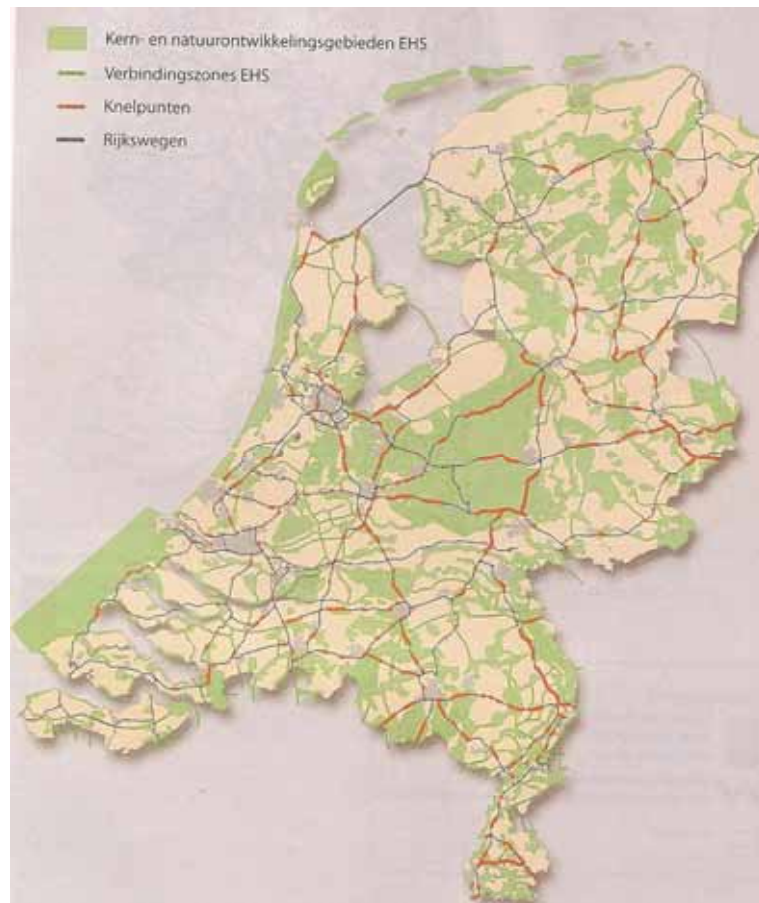 Kern- en natuurontwikkelingsgebieden EHS
Verbindingszones EHS
Knelpunten
Rijkswegen